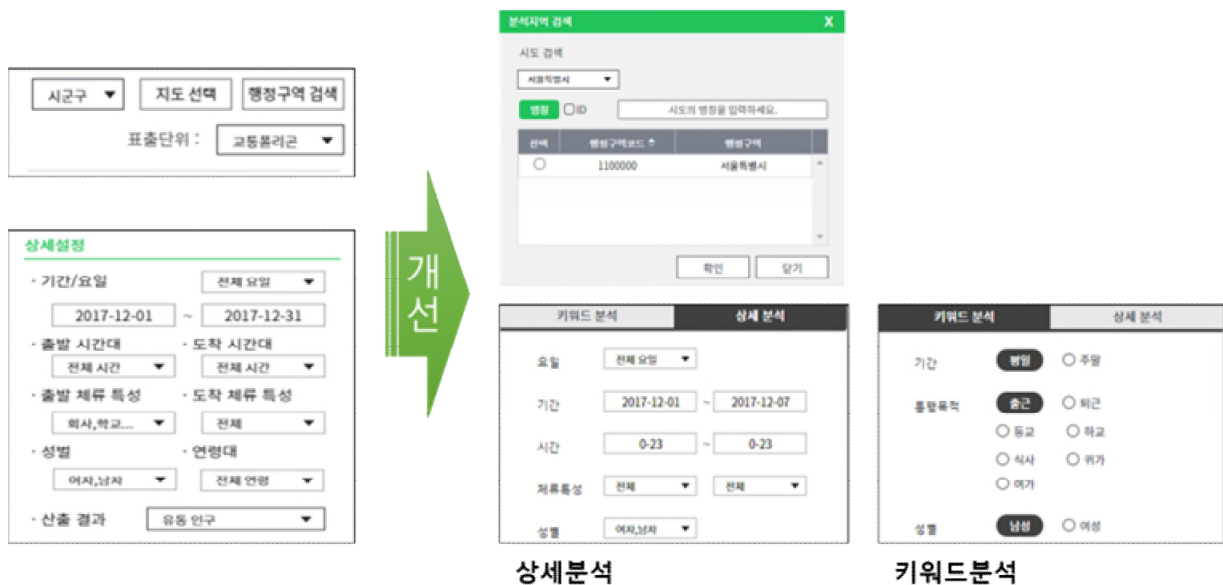 시군구 ▼ 지도 선택 행정구역 검색
표출단위 : 교통폴리곤 ▼
상세설정
· 기간/요일 전체 요일 ▼
2017-12-01 ~ 2017-12-31
· 출발 시간대 · 도착 시간대
전체 시간 ▼ 전체 시간 ▼
· 출발 체류 특성 · 도착 체류 특성
회사,학교... ▼ 전체 ▼
· 성별 · 연령대
여자,남자 ▼ 전체 연령 ▼
· 산출 결과 유동 인구 ▼
개선
분석지역 검색 X
시도 검색
서울특별시 ▼
명칭 ID 시도의 명칭을 입력하세요.
선택 행정구역코드 행정구역
1100000 서울특별시
확인 닫기
키워드 분석 상세 분석
요일 전체 요일 ▼
기간 2017-12-01 ~ 2017-12-07
시간 0-23 ~ 0-23
체류특성 전체 ▼ 전체 ▼
성별 여자,남자 ▼
상세분석
키워드 분석 상세 분석
기간 평일 주말
통행목적 출근 퇴근
등교 하교
식사 귀가
여가
성별 남성 여성
키워드분석